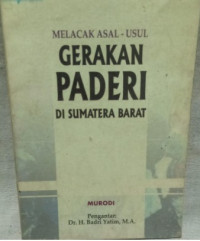 MELACAK ASAL - USUL
GERAKAN
PADERI
DI SUMATERA BARAT
MURODI
Pengantar
Dr. H. Badri Yatim, M.A.